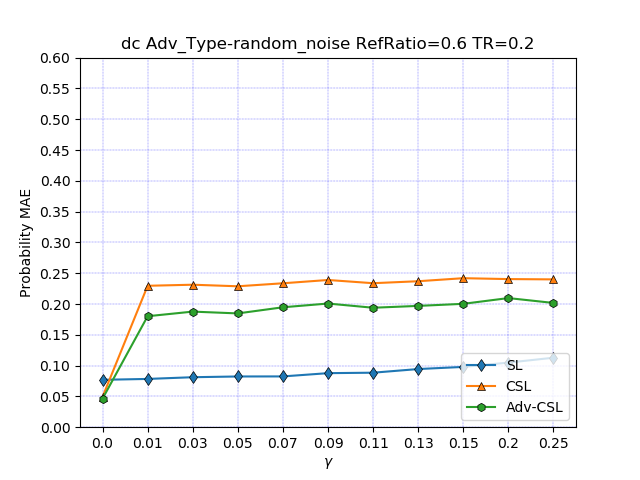 dc Adv_Type-random_noise RefRatio=0.6 TR=0.2
0.60
0.55
0.50
0.45
0.40
0.35
0.30
0.25
0.20
0.15
0.10
0.05
0.00
Probability MAE
SL
CSL
Adv-CSL
0.0 0.01 0.03 0.05 0.07 0.09 0.11 0.13 0.15 0.2 0.25
γ